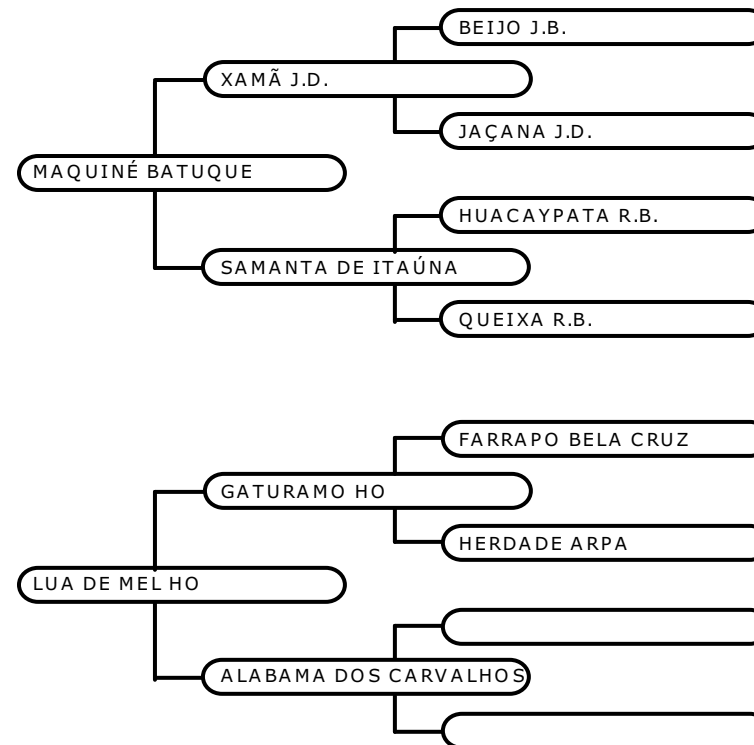 BEIJO J.B.
XAMÃ J.D.
JAÇANA J.D.
MAQUINÉ BATUQUE
HUACAYPATA R.B.
SAMANTA DE ITAÚNA
QUEIXA R.B.
FARRAPO BELA CRUZ
GATURAMO HO
HERDADE ARPA
LUA DE MEL HO
ALABAMA DOS CARVALHOS